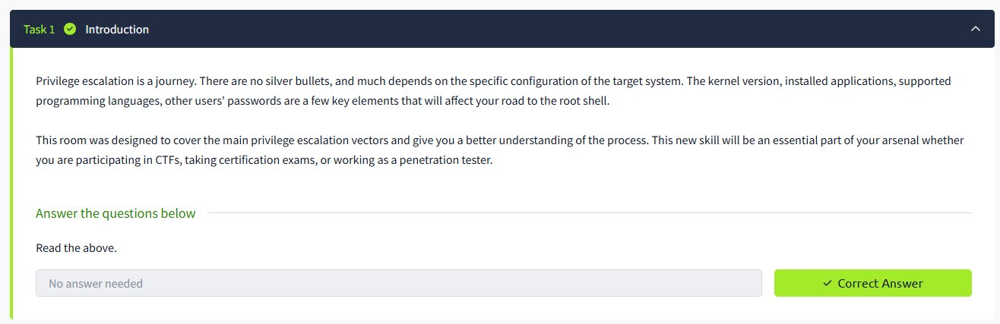 Task 1 Introduction
Privilege escalation is a journey. There are no silver bullets, and much depends on the specific configuration of the target system. The kernel version, installed applications, supported
programming languages, other users' passwords are a few key elements that will affect your road to the root shell.
This room was designed to cover the main privilege escalation vectors and give you a better understanding of the process. This new skill will be an essential part of your arsenal whether
you are participating in CTFs, taking certification exams, or working as a penetration tester.
Answer the questions below
Read the above.
No answer needed
Correct Answer